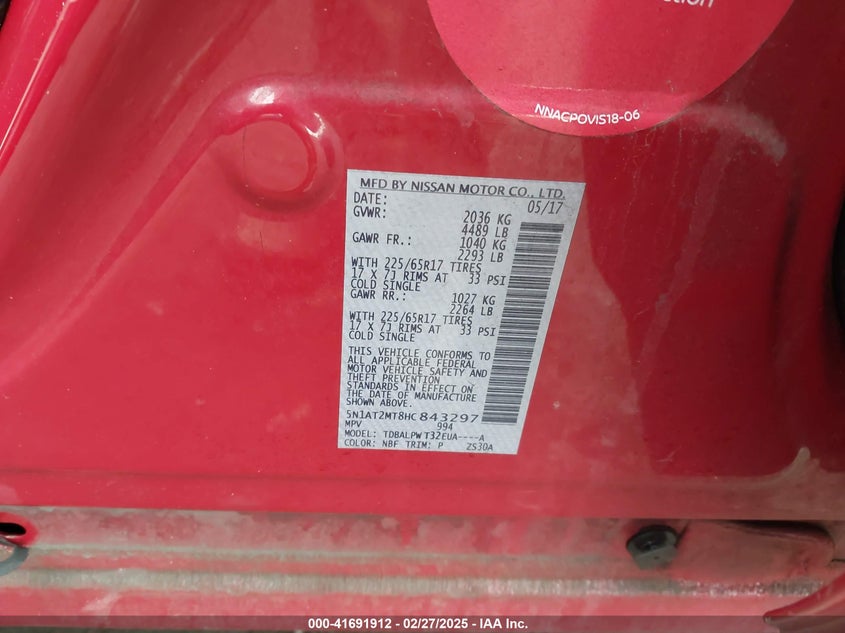 NNACPOVIS18-06
MFD BY NISSAN MOTOR CO., LTD.
DATE: 05/17
GVWR: 2036 KG
4489 LB
GAWR FR.: 1040 KG
2293 LB
WITH 225/65R17 TIRES
17 X 7J RIMS AT 33 PSI
COLD SINGLE
GAWR RR.: 1027 KG
2264 LB
WITH 225/65R17 TIRES
17 X 7J RIMS AT 33 PSI
COLD SINGLE
THIS VEHICLE CONFORMS TO
ALL APPLICABLE FEDERAL
MOTOR VEHICLE SAFETY AND
THEFT PREVENTION
STANDARDS IN EFFECT ON
THE DATE OF MANUFACTURE
SHOWN ABOVE.
5N1AT2MT8HC843297
MPV 994
MODEL: TDBALPW T32EUA----A
COLOR: NBF TRIM: P ZS30A
000-41691912 - 02/27/2025 - IAA Inc.